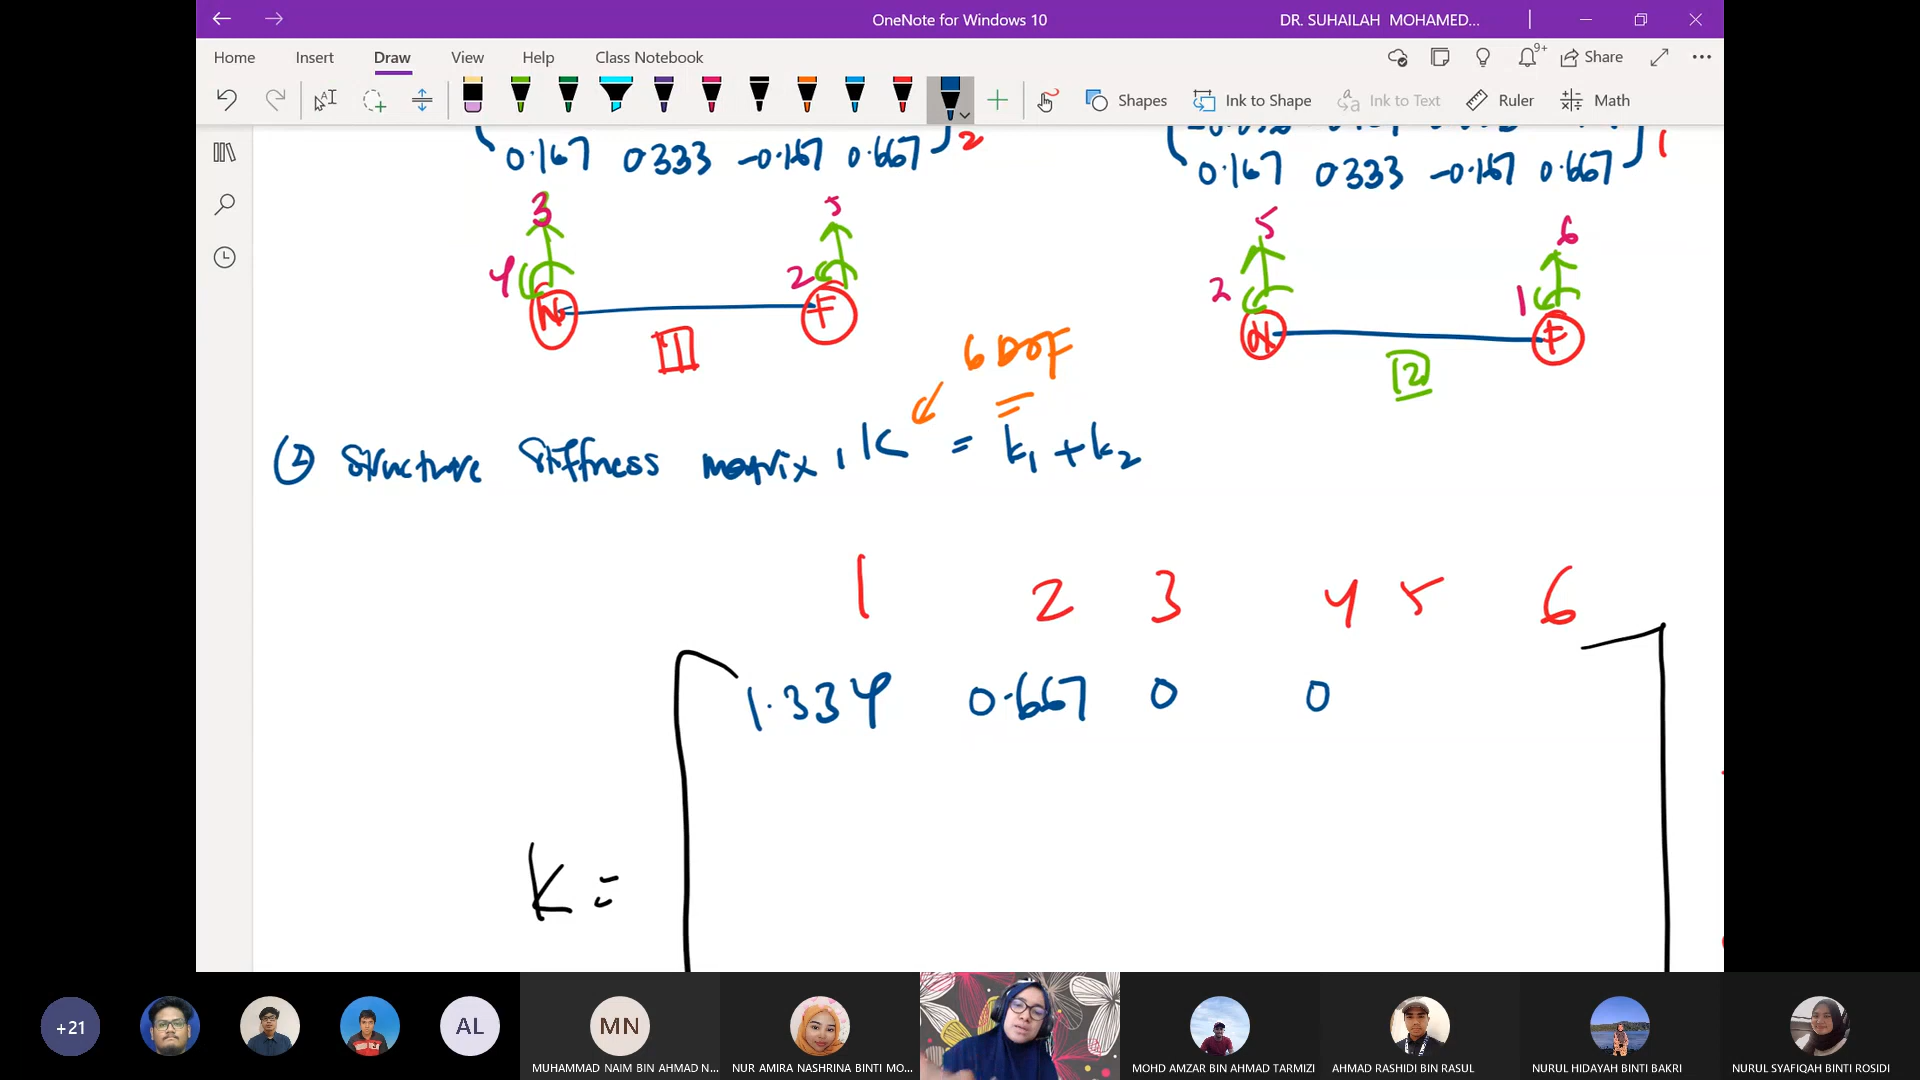 OneNote for Windows 10
DR. SUHAILAH MOHAMED...
Home Insert Draw View Help Class Notebook
9+ Share
Shapes Ink to Shape Ink to Text Ruler Math
0.167 0.333 -0.167 0.667 2
1
0.167 0.333 -0.167 0.667
3 5
4 2
N F
1
5 6
2 1
N F
2
6 DOF
(2) Structure Stiffness matrix, K = k1 + k2
1 2 3 4 5 6
1.334 0.667 0 0
K =
+21
AL
MN
MUHAMMAD NAIM BIN AHMAD N...
NUR AMIRA NASHRINA BINTI MO...
MOHD AMZAR BIN AHMAD TARMIZI
AHMAD RASHIDI BIN RASUL
NURUL HIDAYAH BINTI BAKRI
NURUL SYAFIQAH BINTI ROSIDI